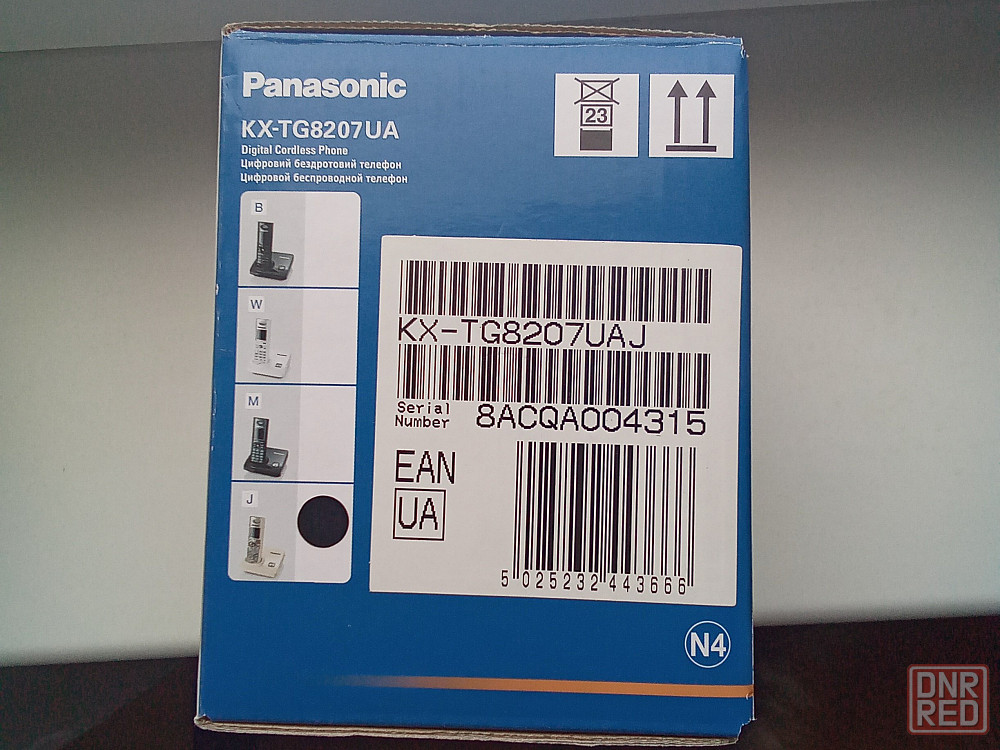 Panasonic
KX-TG8207UA
Digital Cordless Phone
Цифровий бездротовий телефон
Цифровой беспроводной телефон
23
B
W
M
J
KX-TG8207UAJ
Serial
Number 8ACQA004315
EAN
UA
5 025232 443666
N4
DNR
RED